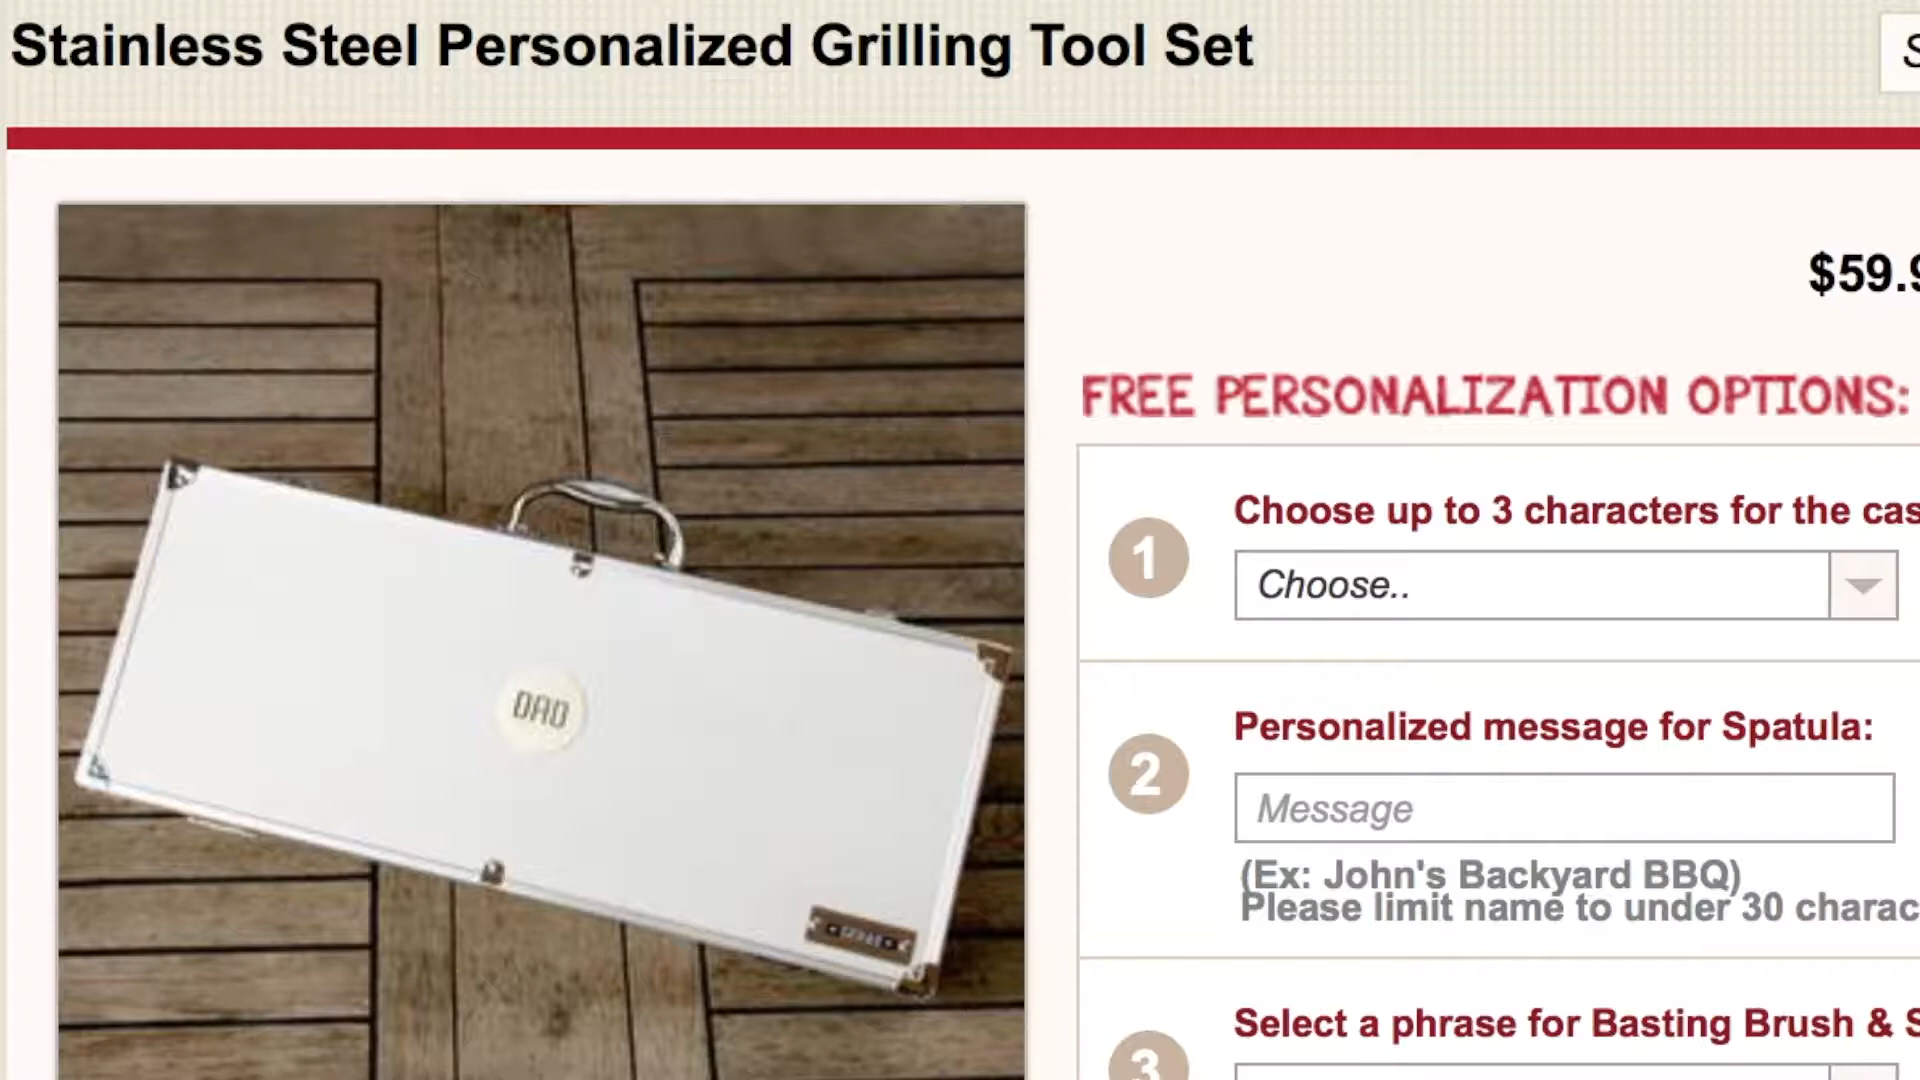 Stainless Steel Personalized Grilling Tool Set
$59.9
FREE PERSONALIZATION OPTIONS:
1
Choose up to 3 characters for the cas
Choose..
DAD
2
Personalized message for Spatula:
Message
(Ex: John's Backyard BBQ)
Please limit name to under 30 charac
3
Select a phrase for Basting Brush & S